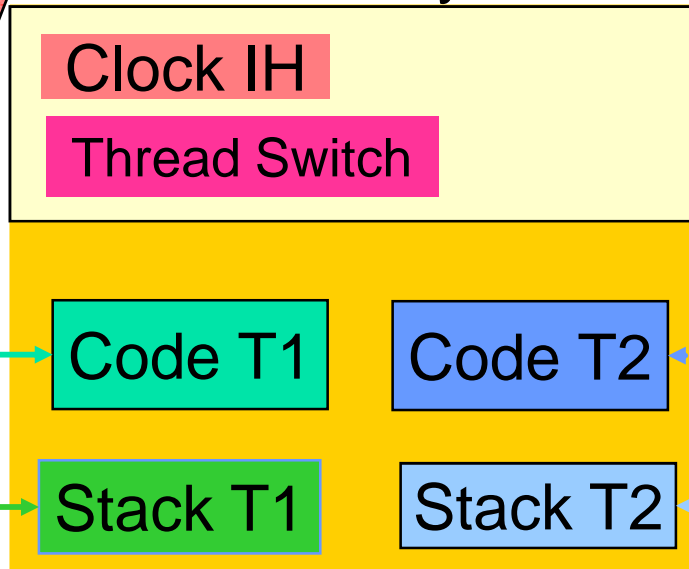 Clock IH
Thread Switch
Code T1 Code T2
Stack T1 Stack T2